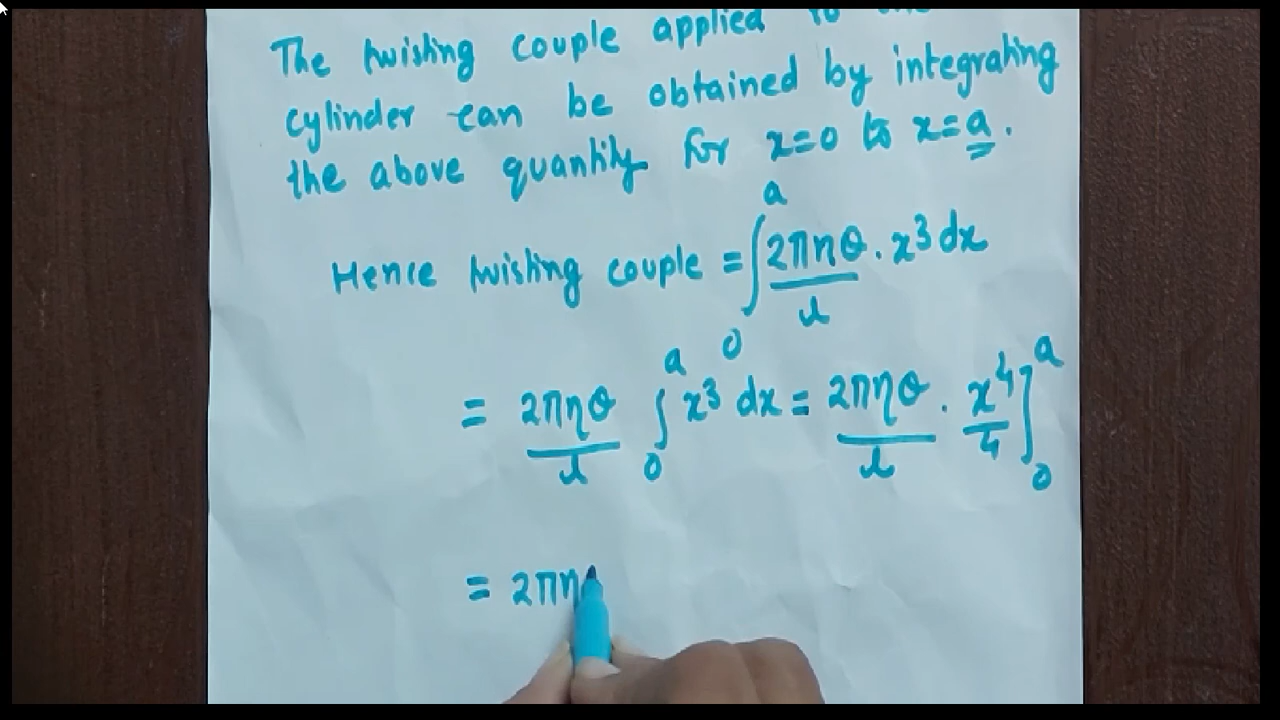 The twisting couple applied to
cylinder can be obtained by integrating
the above quantity for x=0 to x=a.
Hence twisting couple = ∫₀ᵃ 2πηθ/l . x³ dx
= 2πηθ/l ∫₀ᵃ x³ dx = 2πηθ/l . x⁴/4]₀ᵃ
= 2πη